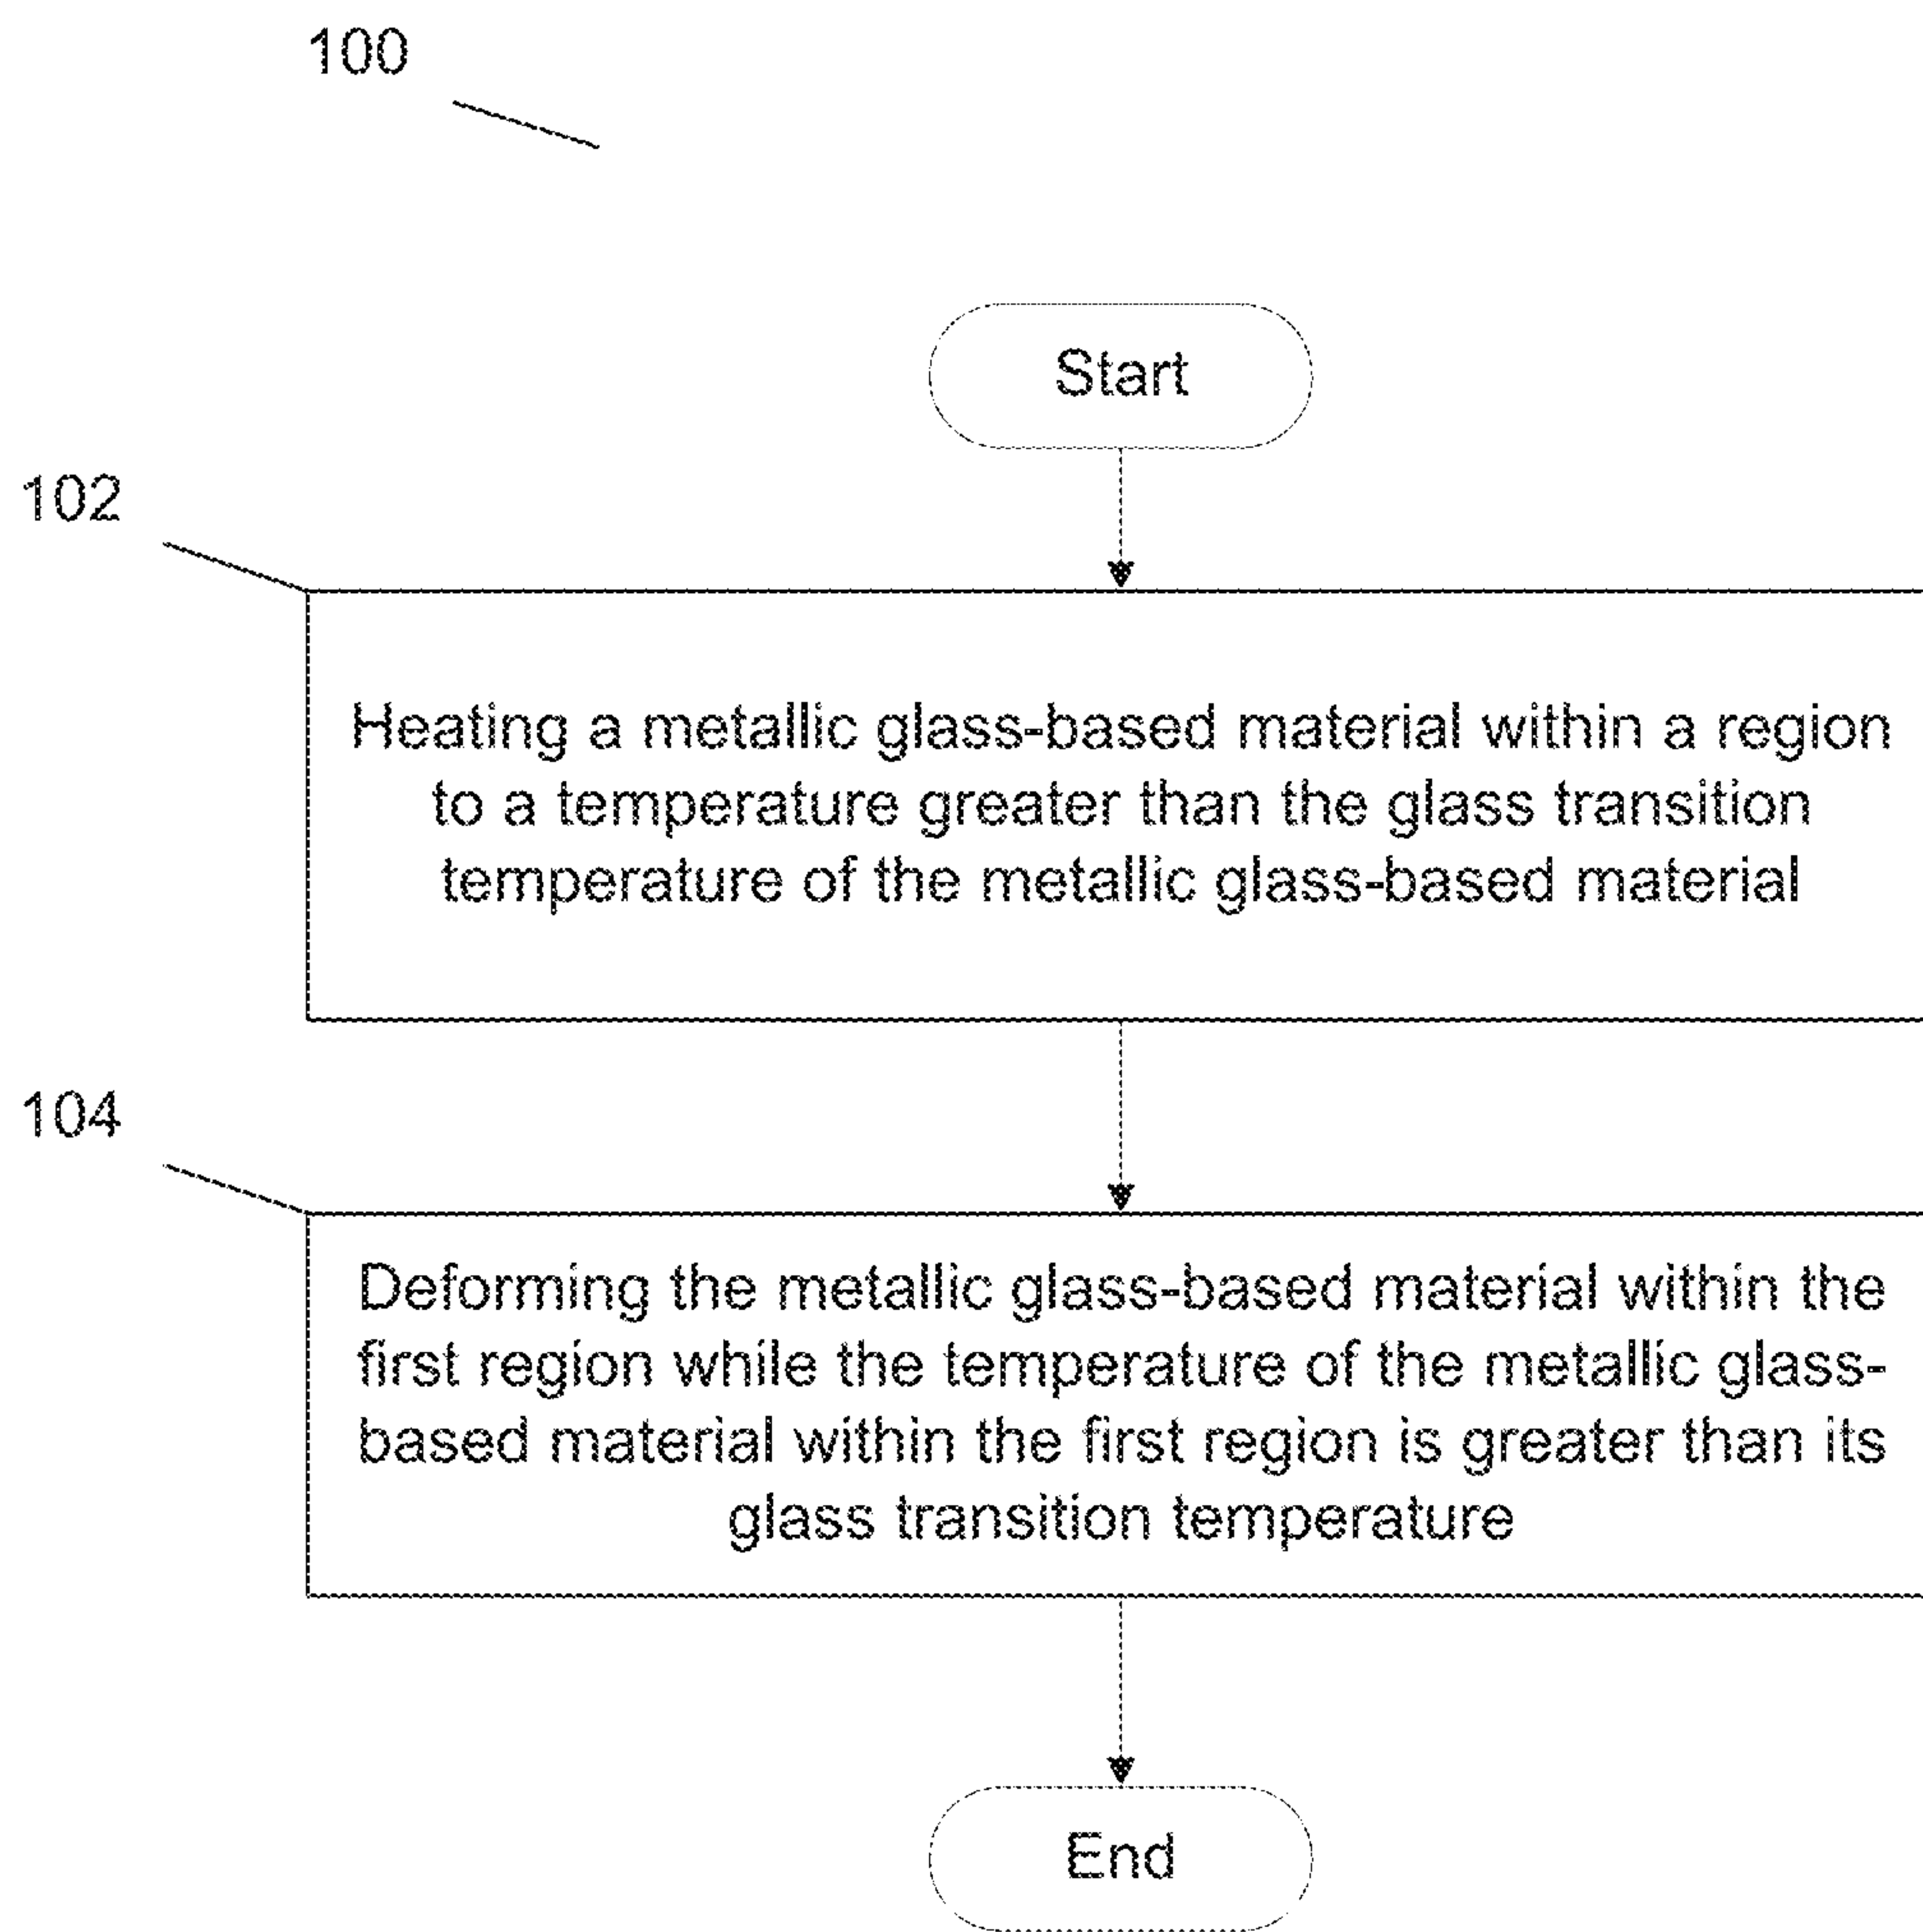 100
Start
102
Heating a metallic glass-based material within a region
to a temperature greater than the glass transition
temperature of the metallic glass-based material
104
Deforming the metallic glass-based material within the
first region while the temperature of the metallic glass-
based material within the first region is greater than its
glass transition temperature
End